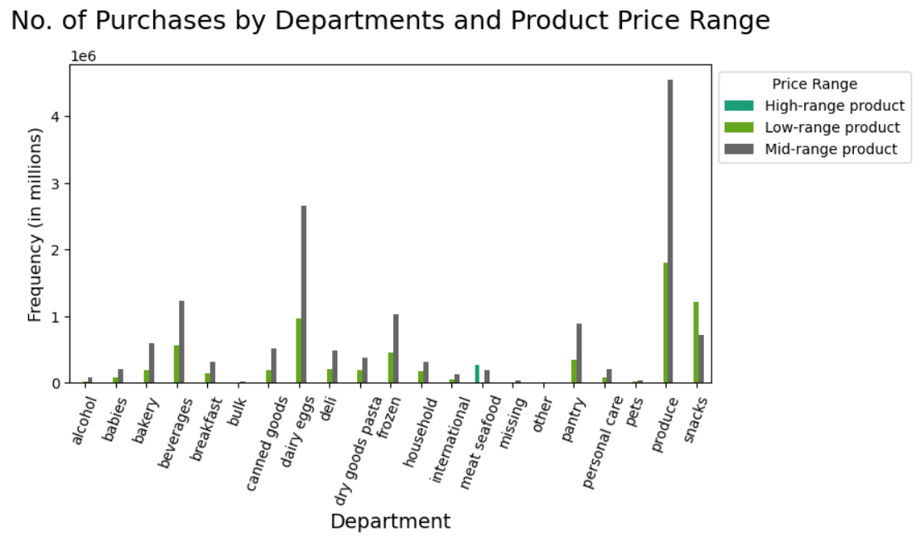 No. of Purchases by Departments and Product Price Range
1e6
Frequency (in millions)
4
3
2
1
0
alcohol
babies
bakery
beverages
breakfast
bulk
canned goods
dairy eggs
deli
dry goods pasta
frozen
household
international
meat seafood
missing
other
pantry
personal care
pets
produce
snacks
Department
Price Range
High-range product
Low-range product
Mid-range product